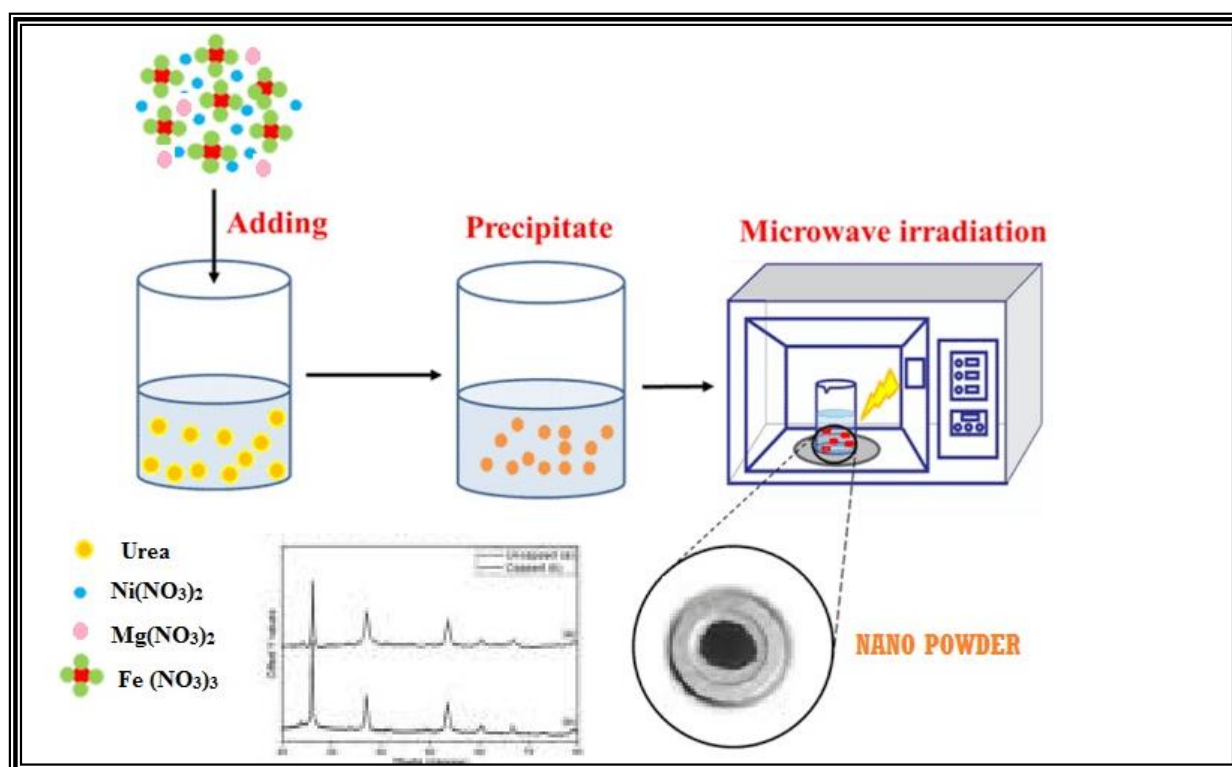 Adding
Precipitate
Microwave irradiation
Urea
Ni(NO₃)₂
Mg(NO₃)₂
Fe (NO₃)₃
NANO POWDER